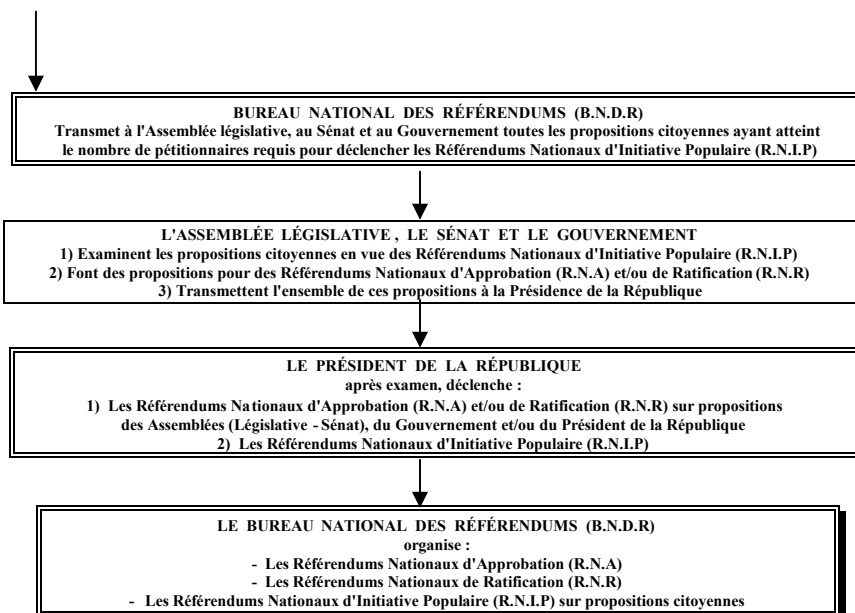 BUREAU NATIONAL DES RÉFÉRENDUMS (B.N.D.R)
Transmet à l'Assemblée législative, au Sénat et au Gouvernement toutes les propositions citoyennes ayant atteint
le nombre de pétitionnaires requis pour déclencher les Référendums Nationaux d'Initiative Populaire (R.N.I.P)
L'ASSEMBLÉE LÉGISLATIVE , LE SÉNAT ET LE GOUVERNEMENT
1) Examinent les propositions citoyennes en vue des Référendums Nationaux d'Initiative Populaire (R.N.I.P)
2) Font des propositions pour des Référendums Nationaux d'Approbation (R.N.A) et/ou de Ratification (R.N.R)
3) Transmettent l'ensemble de ces propositions à la Présidence de la République
LE PRÉSIDENT DE LA RÉPUBLIQUE
après examen, déclenche :
1) Les Référendums Nationaux d'Approbation (R.N.A) et/ou de Ratification (R.N.R) sur propositions
des Assemblées (Législative - Sénat), du Gouvernement et/ou du Président de la République
2) Les Référendums Nationaux d'Initiative Populaire (R.N.I.P)
LE BUREAU NATIONAL DES RÉFÉRENDUMS (B.N.D.R)
organise :
- Les Référendums Nationaux d'Approbation (R.N.A)
- Les Référendums Nationaux de Ratification (R.N.R)
- Les Référendums Nationaux d'Initiative Populaire (R.N.I.P) sur propositions citoyennes